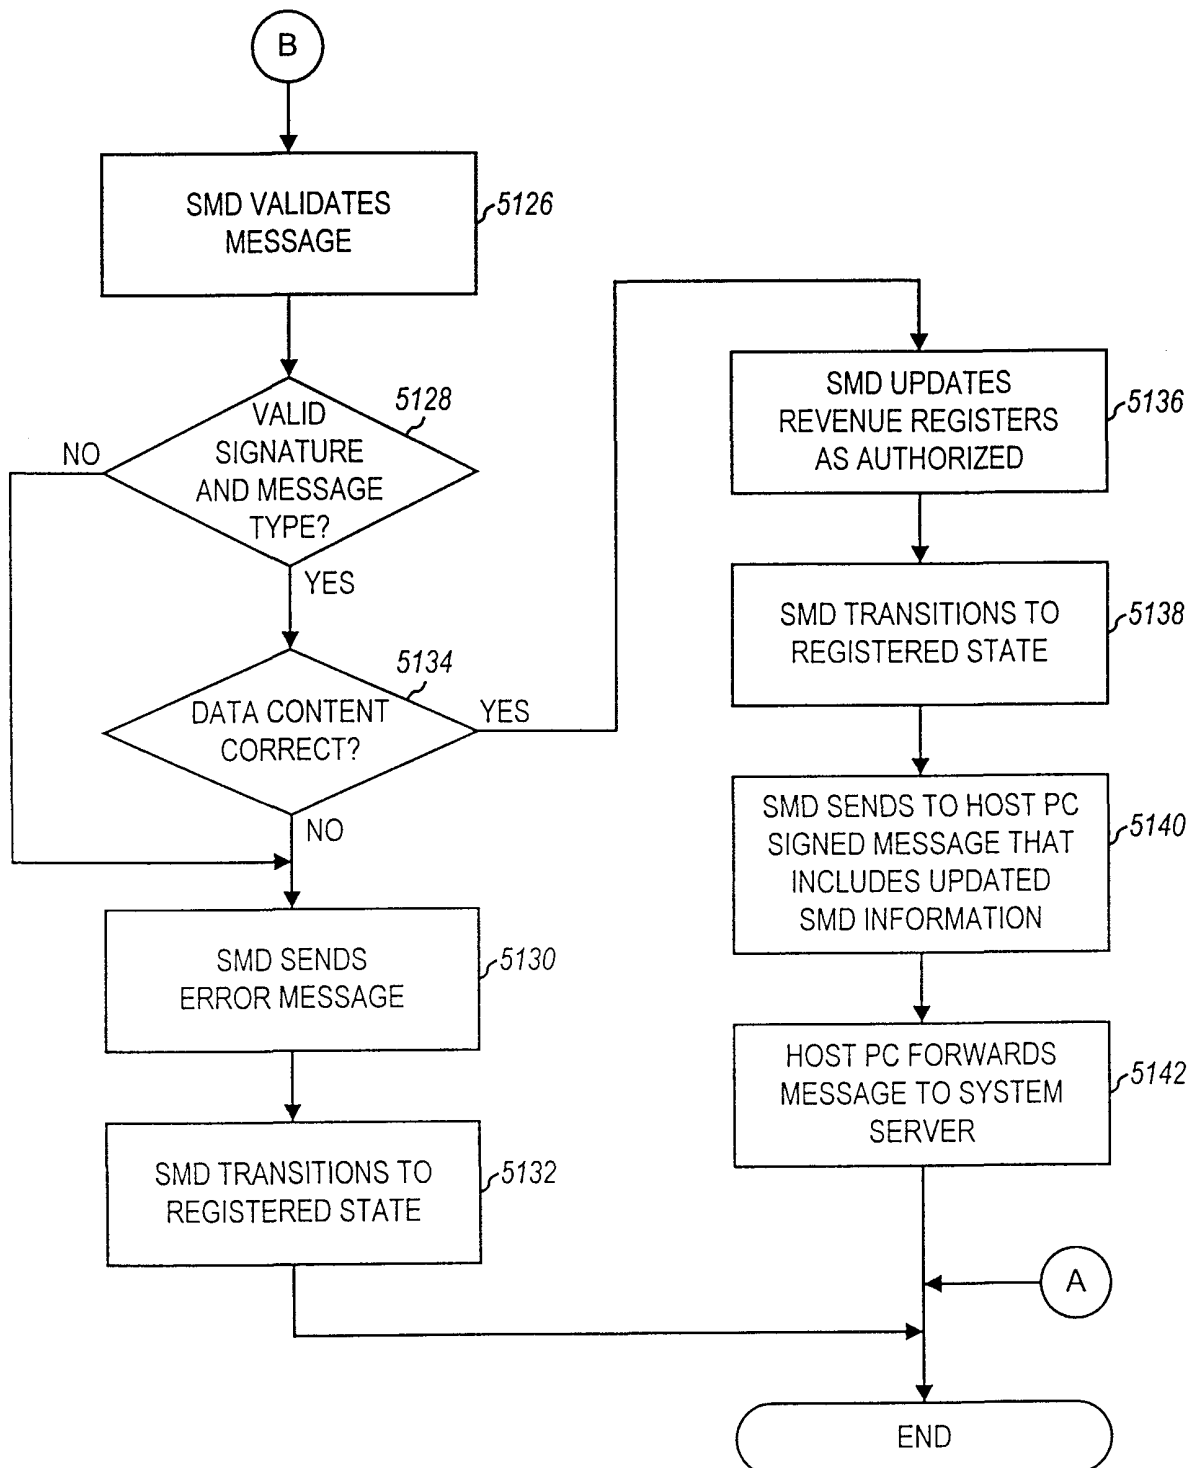 B
SMD VALIDATES
MESSAGE
5126
VALID
SIGNATURE
AND MESSAGE
TYPE?
5128
NO
YES
DATA CONTENT
CORRECT?
5134
YES
NO
SMD SENDS
ERROR MESSAGE
5130
SMD TRANSITIONS TO
REGISTERED STATE
5132
SMD UPDATES
REVENUE REGISTERS
AS AUTHORIZED
5136
SMD TRANSITIONS TO
REGISTERED STATE
5138
SMD SENDS TO HOST PC
SIGNED MESSAGE THAT
INCLUDES UPDATED
SMD INFORMATION
5140
HOST PC FORWARDS
MESSAGE TO SYSTEM
SERVER
5142
A
END